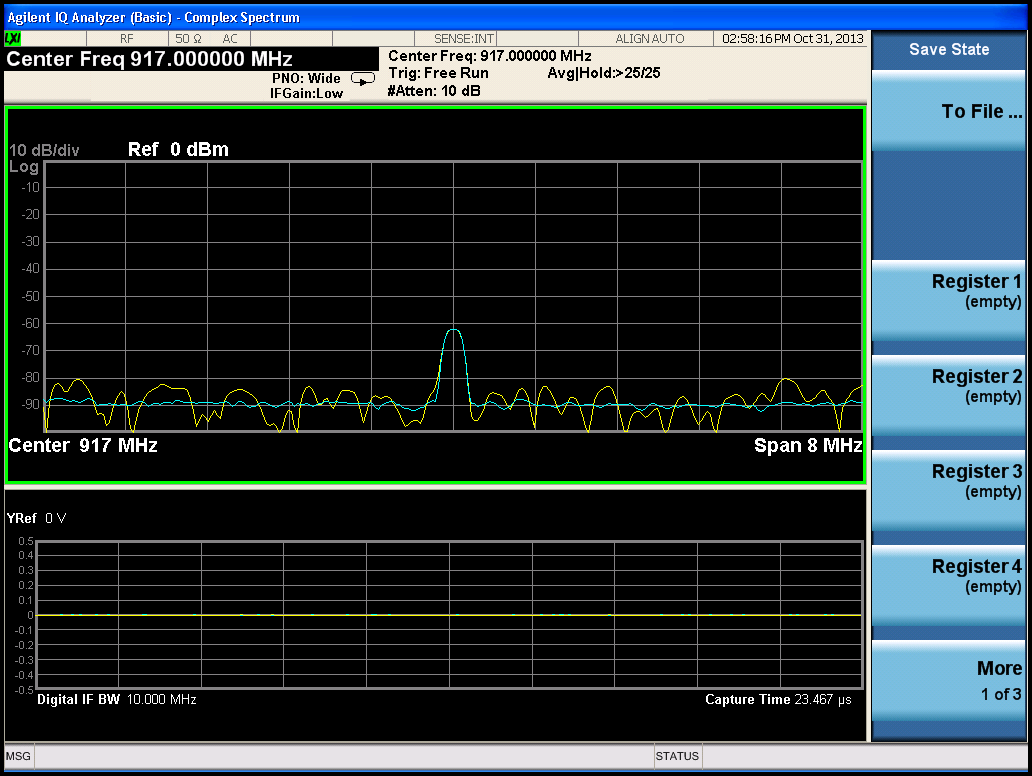 Agilent IQ Analyzer (Basic) - Complex Spectrum
LXI RF 50 Ω AC SENSE:INT ALIGN AUTO 02:58:16 PM Oct 31, 2013
Center Freq 917.000000 MHz
PNO: Wide
IFGain:Low
Center Freq: 917.000000 MHz
Trig: Free Run Avg|Hold:>25/25
#Atten: 10 dB
10 dB/div Ref 0 dBm
Log
-10
-20
-30
-40
-50
-60
-70
-80
-90
Center 917 MHz Span 8 MHz
YRef 0 V
0.5
0.4
0.3
0.2
0.1
0
-0.1
-0.2
-0.3
-0.4
-0.5
Digital IF BW 10.000 MHz Capture Time 23.467 µs
MSG STATUS
Save State
To File ...
Register 1
(empty)
Register 2
(empty)
Register 3
(empty)
Register 4
(empty)
More
1 of 3